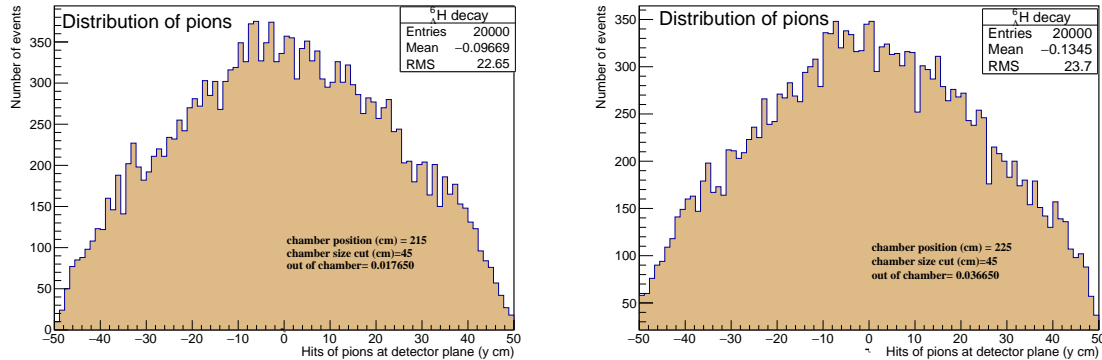 Distribution of pions
⁶ΛH decay
Entries 20000
Mean −0.09669
RMS 22.65
Number of events
350
300
250
200
150
100
50
0
chamber position (cm) = 215
chamber size cut (cm)=45
out of chamber= 0.017650
−50 −40 −30 −20 −10 0 10 20 30 40 50
Hits of pions at detector plane (y cm)
Distribution of pions
⁶ΛH decay
Entries 20000
Mean −0.1345
RMS 23.7
Number of events
350
300
250
200
150
100
50
chamber position (cm) = 225
chamber size cut (cm)=45
out of chamber= 0.036650
−50 −40 −30 −20 −10 0 10 20 30 40 50
Hits of pions at detector plane (y cm)